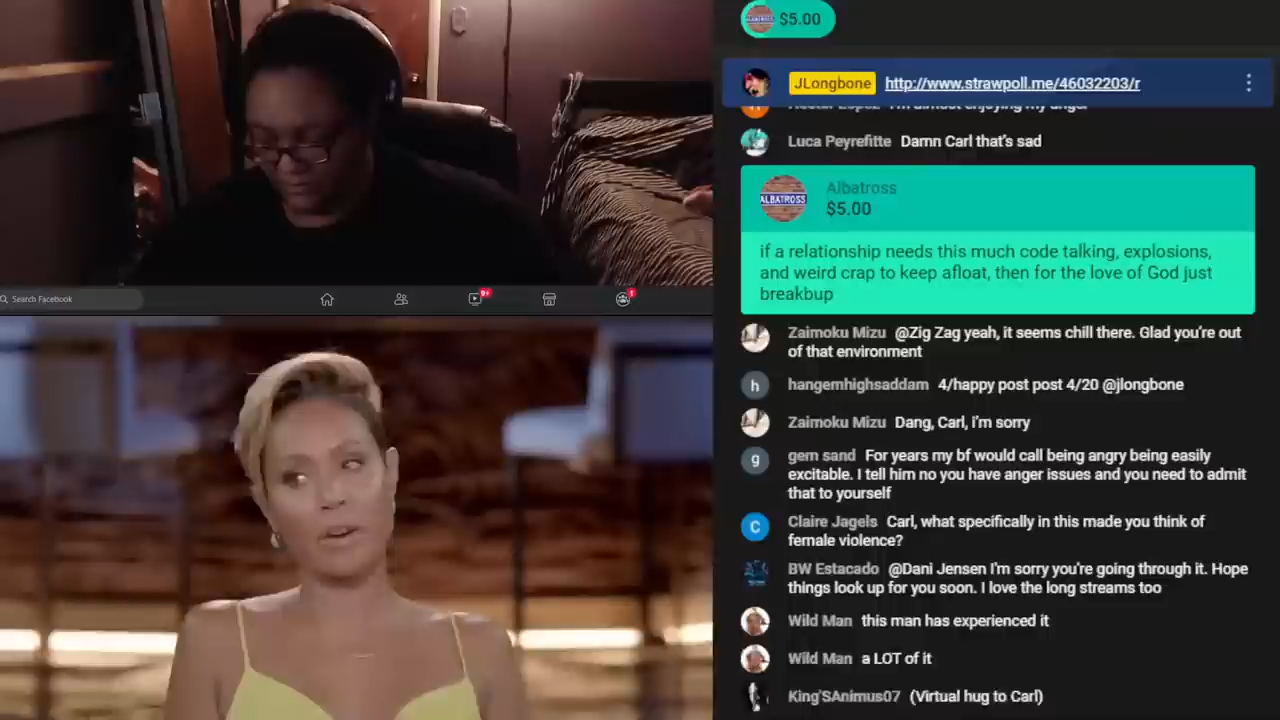 $5.00
JLongbone http://www.strawpoll.me/46032203/r
Luca Peyrefitte Damn Carl that's sad
ALBATROSS
Albatross
$5.00
if a relationship needs this much code talking, explosions,
and weird crap to keep afloat, then for the love of God just
breakbup
Search Facebook
9+
1
Zaimoku Mizu @Zig Zag yeah, it seems chill there. Glad you're out
of that environment
h hangemhighsaddam 4/happy post post 4/20 @jlongbone
Zaimoku Mizu Dang, Carl, I'm sorry
g gem sand For years my bf would call being angry being easily
excitable. I tell him no you have anger issues and you need to admit
that to yourself
C Claire Jagels Carl, what specifically in this made you think of
female violence?
BW Estacado @Dani Jensen I'm sorry you're going through it. Hope
things look up for you soon. I love the long streams too
Wild Man this man has experienced it
Wild Man a LOT of it
King'SAnimus07 (Virtual hug to Carl)